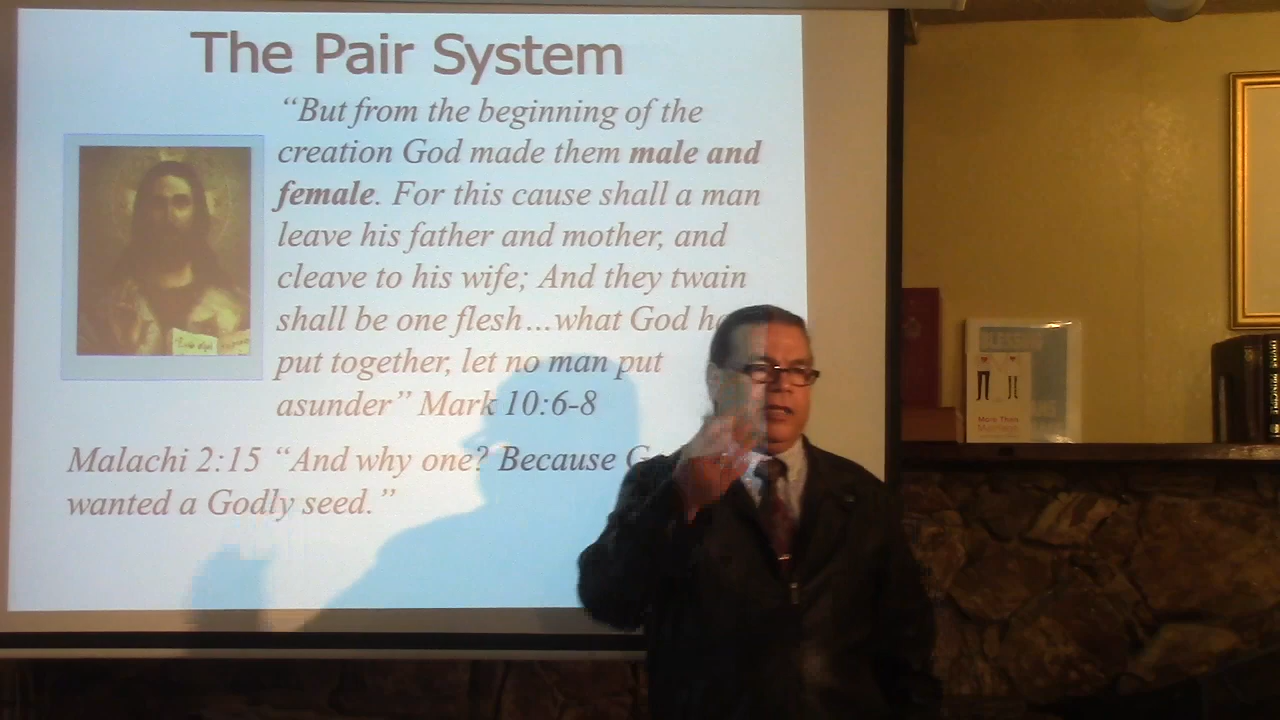 The Pair System
“But from the beginning of the
creation God made them male and
female. For this cause shall a man
leave his father and mother, and
cleave to his wife; And they twain
shall be one flesh...what God
put together, let no man put
asunder” Mark 10:6-8
Malachi 2:15 “And why one? Because
wanted a Godly seed.”
BLESSING
More Than